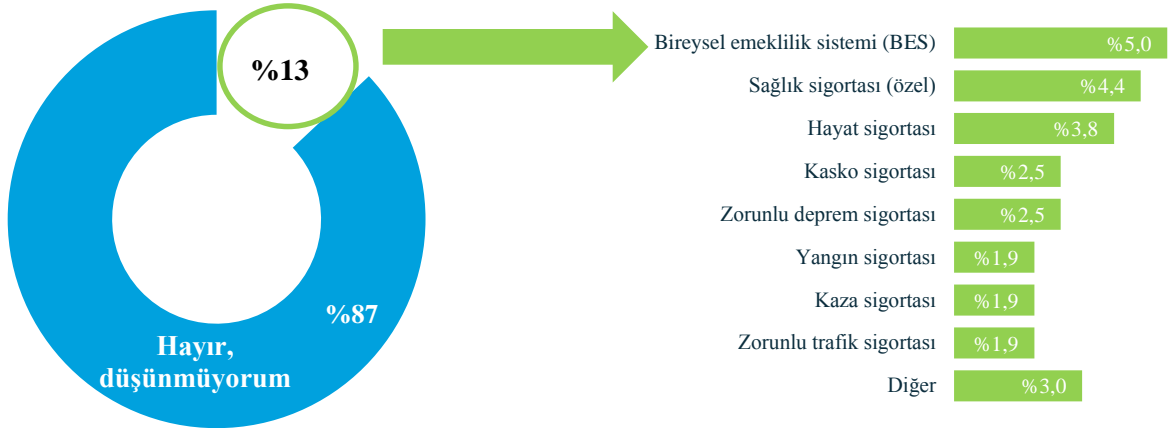 %13
%87
Hayır,
düşünmüyorum
Bireysel emeklilik sistemi (BES) %5,0
Sağlık sigortası (özel) %4,4
Hayat sigortası %3,8
Kasko sigortası %2,5
Zorunlu deprem sigortası %2,5
Yangın sigortası %1,9
Kaza sigortası %1,9
Zorunlu trafik sigortası %1,9
Diğer %3,0